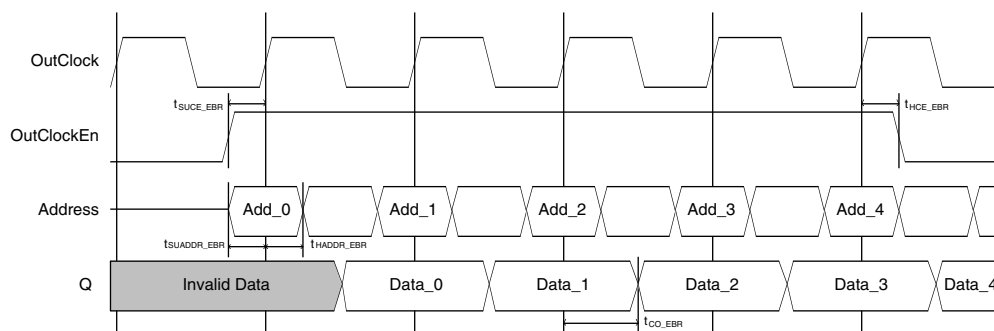 OutClock
tSUCE_EBR
tHCE_EBR
OutClockEn
Address Add_0 Add_1 Add_2 Add_3 Add_4
tSUADDR_EBR tHADDR_EBR
Q Invalid Data Data_0 Data_1 Data_2 Data_3 Data_4
tCO_EBR